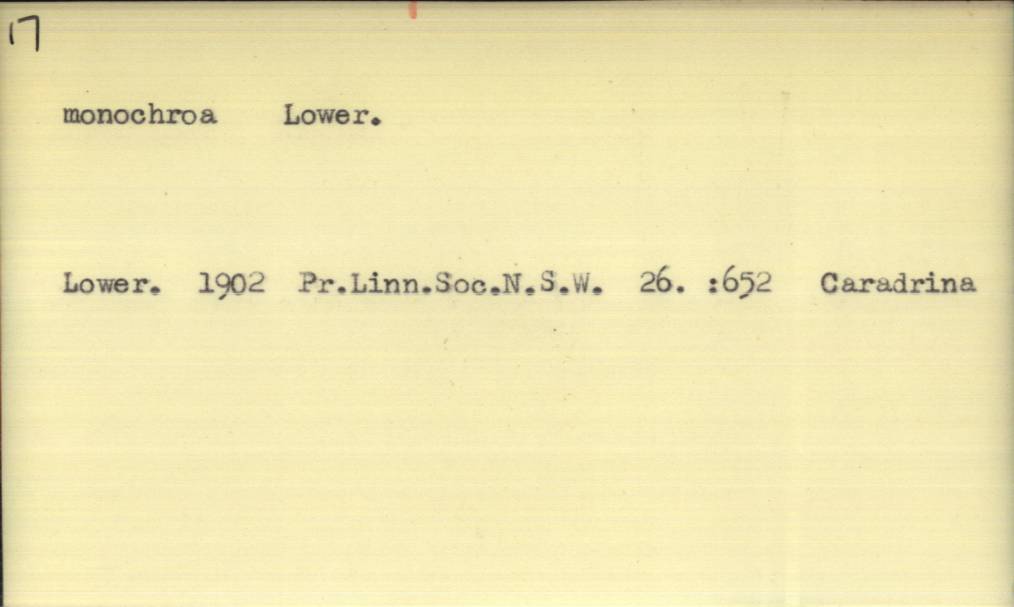 17
monochroa Lower.
Lower. 1902 Pr.Linn.Soc.N.S.W. 26. :652 Caradrina